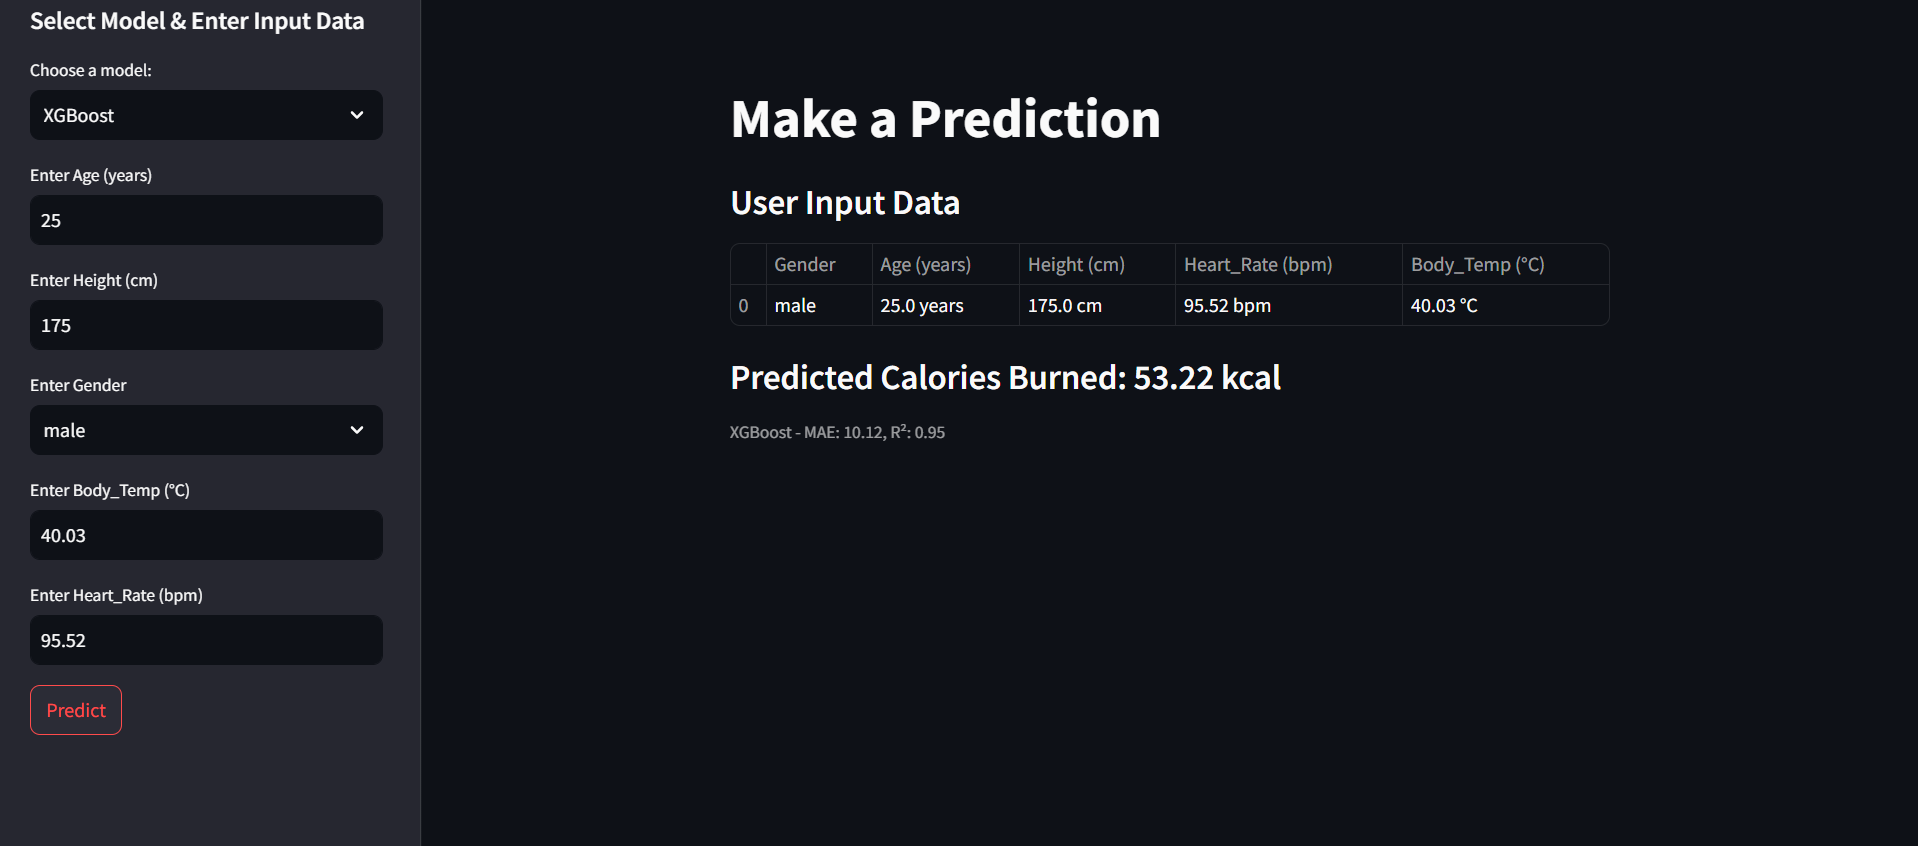 Select Model & Enter Input Data
Choose a model:
XGBoost
Enter Age (years)
25
Enter Height (cm)
175
Enter Gender
male
Enter Body_Temp (°C)
40.03
Enter Heart_Rate (bpm)
95.52
Predict
Make a Prediction
User Input Data
Gender Age (years) Height (cm) Heart_Rate (bpm) Body_Temp (°C)
0 male 25.0 years 175.0 cm 95.52 bpm 40.03 °C
Predicted Calories Burned: 53.22 kcal
XGBoost - MAE: 10.12, R²: 0.95